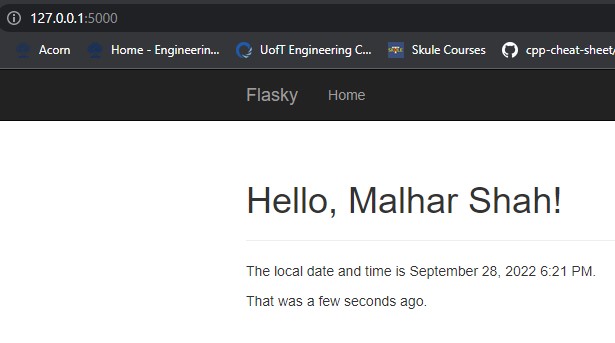 127.0.0.1:5000
Acorn Home - Engineerin... UofT Engineering C... Skule Courses cpp-cheat-sheet/
Flasky Home
Hello, Malhar Shah!
The local date and time is September 28, 2022 6:21 PM.
That was a few seconds ago.